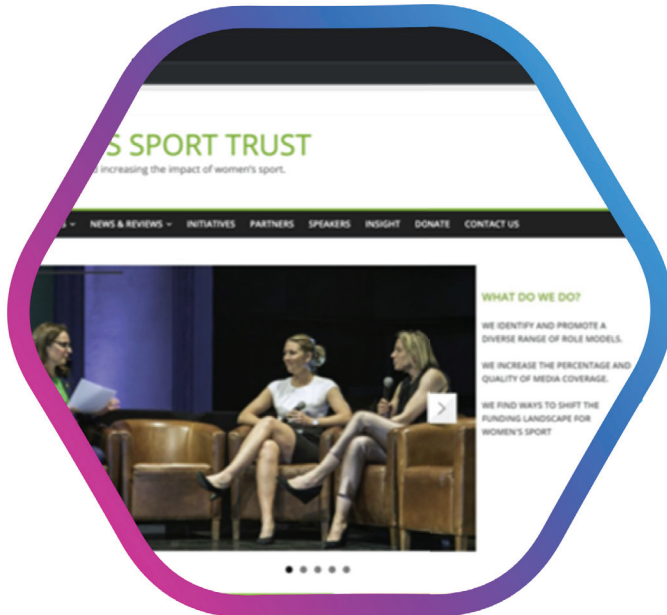 S SPORT TRUST
increasing the impact of women's sport.
NEWS & REVIEWS INITIATIVES PARTNERS SPEAKERS INSIGHT DONATE CONTACT US
WHAT DO WE DO?
WE IDENTIFY AND PROMOTE A
DIVERSE RANGE OF ROLE MODELS.
WE INCREASE THE PERCENTAGE AND
QUALITY OF MEDIA COVERAGE.
WE FIND WAYS TO SHIFT THE
FUNDING LANDSCAPE FOR
WOMEN'S SPORT